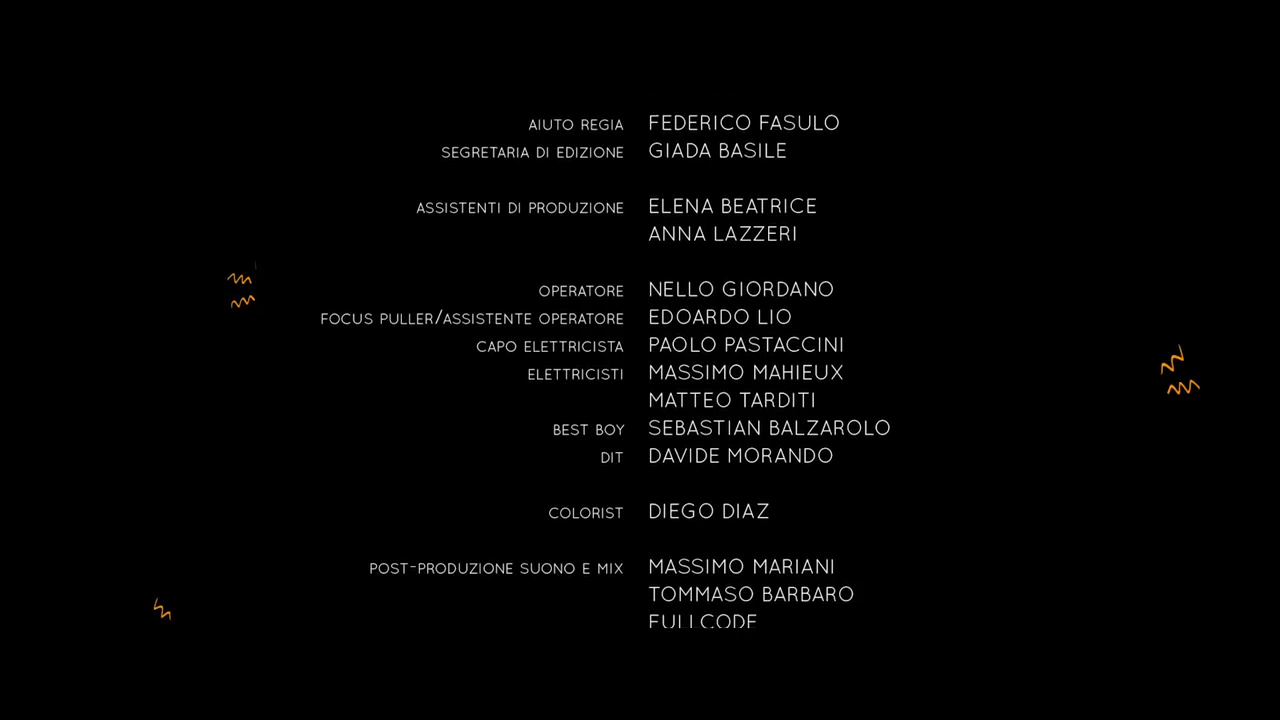 AIUTO REGIA FEDERICO FASULO
SEGRETARIA DI EDIZIONE GIADA BASILE
ASSISTENTI DI PRODUZIONE ELENA BEATRICE
ANNA LAZZERI
OPERATORE NELLO GIORDANO
FOCUS PULLER/ASSISTENTE OPERATORE EDOARDO LIO
CAPO ELETTRICISTA PAOLO PASTACCINI
ELETTRICISTI MASSIMO MAHIEUX
MATTEO TARDITI
BEST BOY SEBASTIAN BALZAROLO
DIT DAVIDE MORANDO
COLORIST DIEGO DIAZ
POST-PRODUZIONE SUONO E MIX MASSIMO MARIANI
TOMMASO BARBARO
FULLCODE